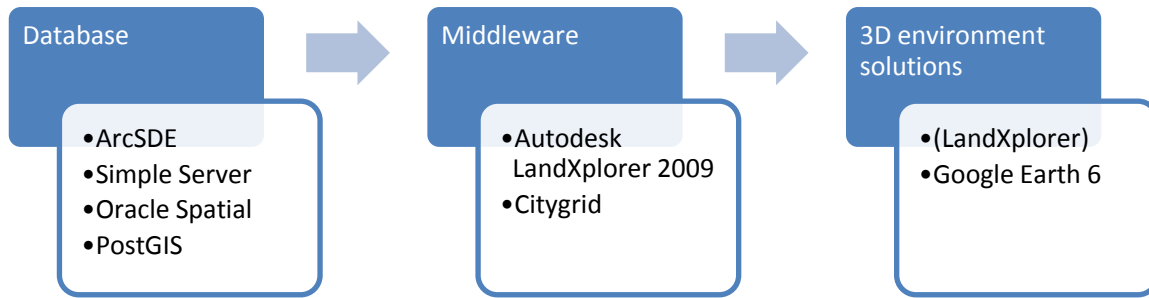 Database
•ArcSDE
•Simple Server
•Oracle Spatial
•PostGIS
Middleware
•Autodesk
LandXplorer 2009
•Citygrid
3D environment
solutions
•(LandXplorer)
•Google Earth 6